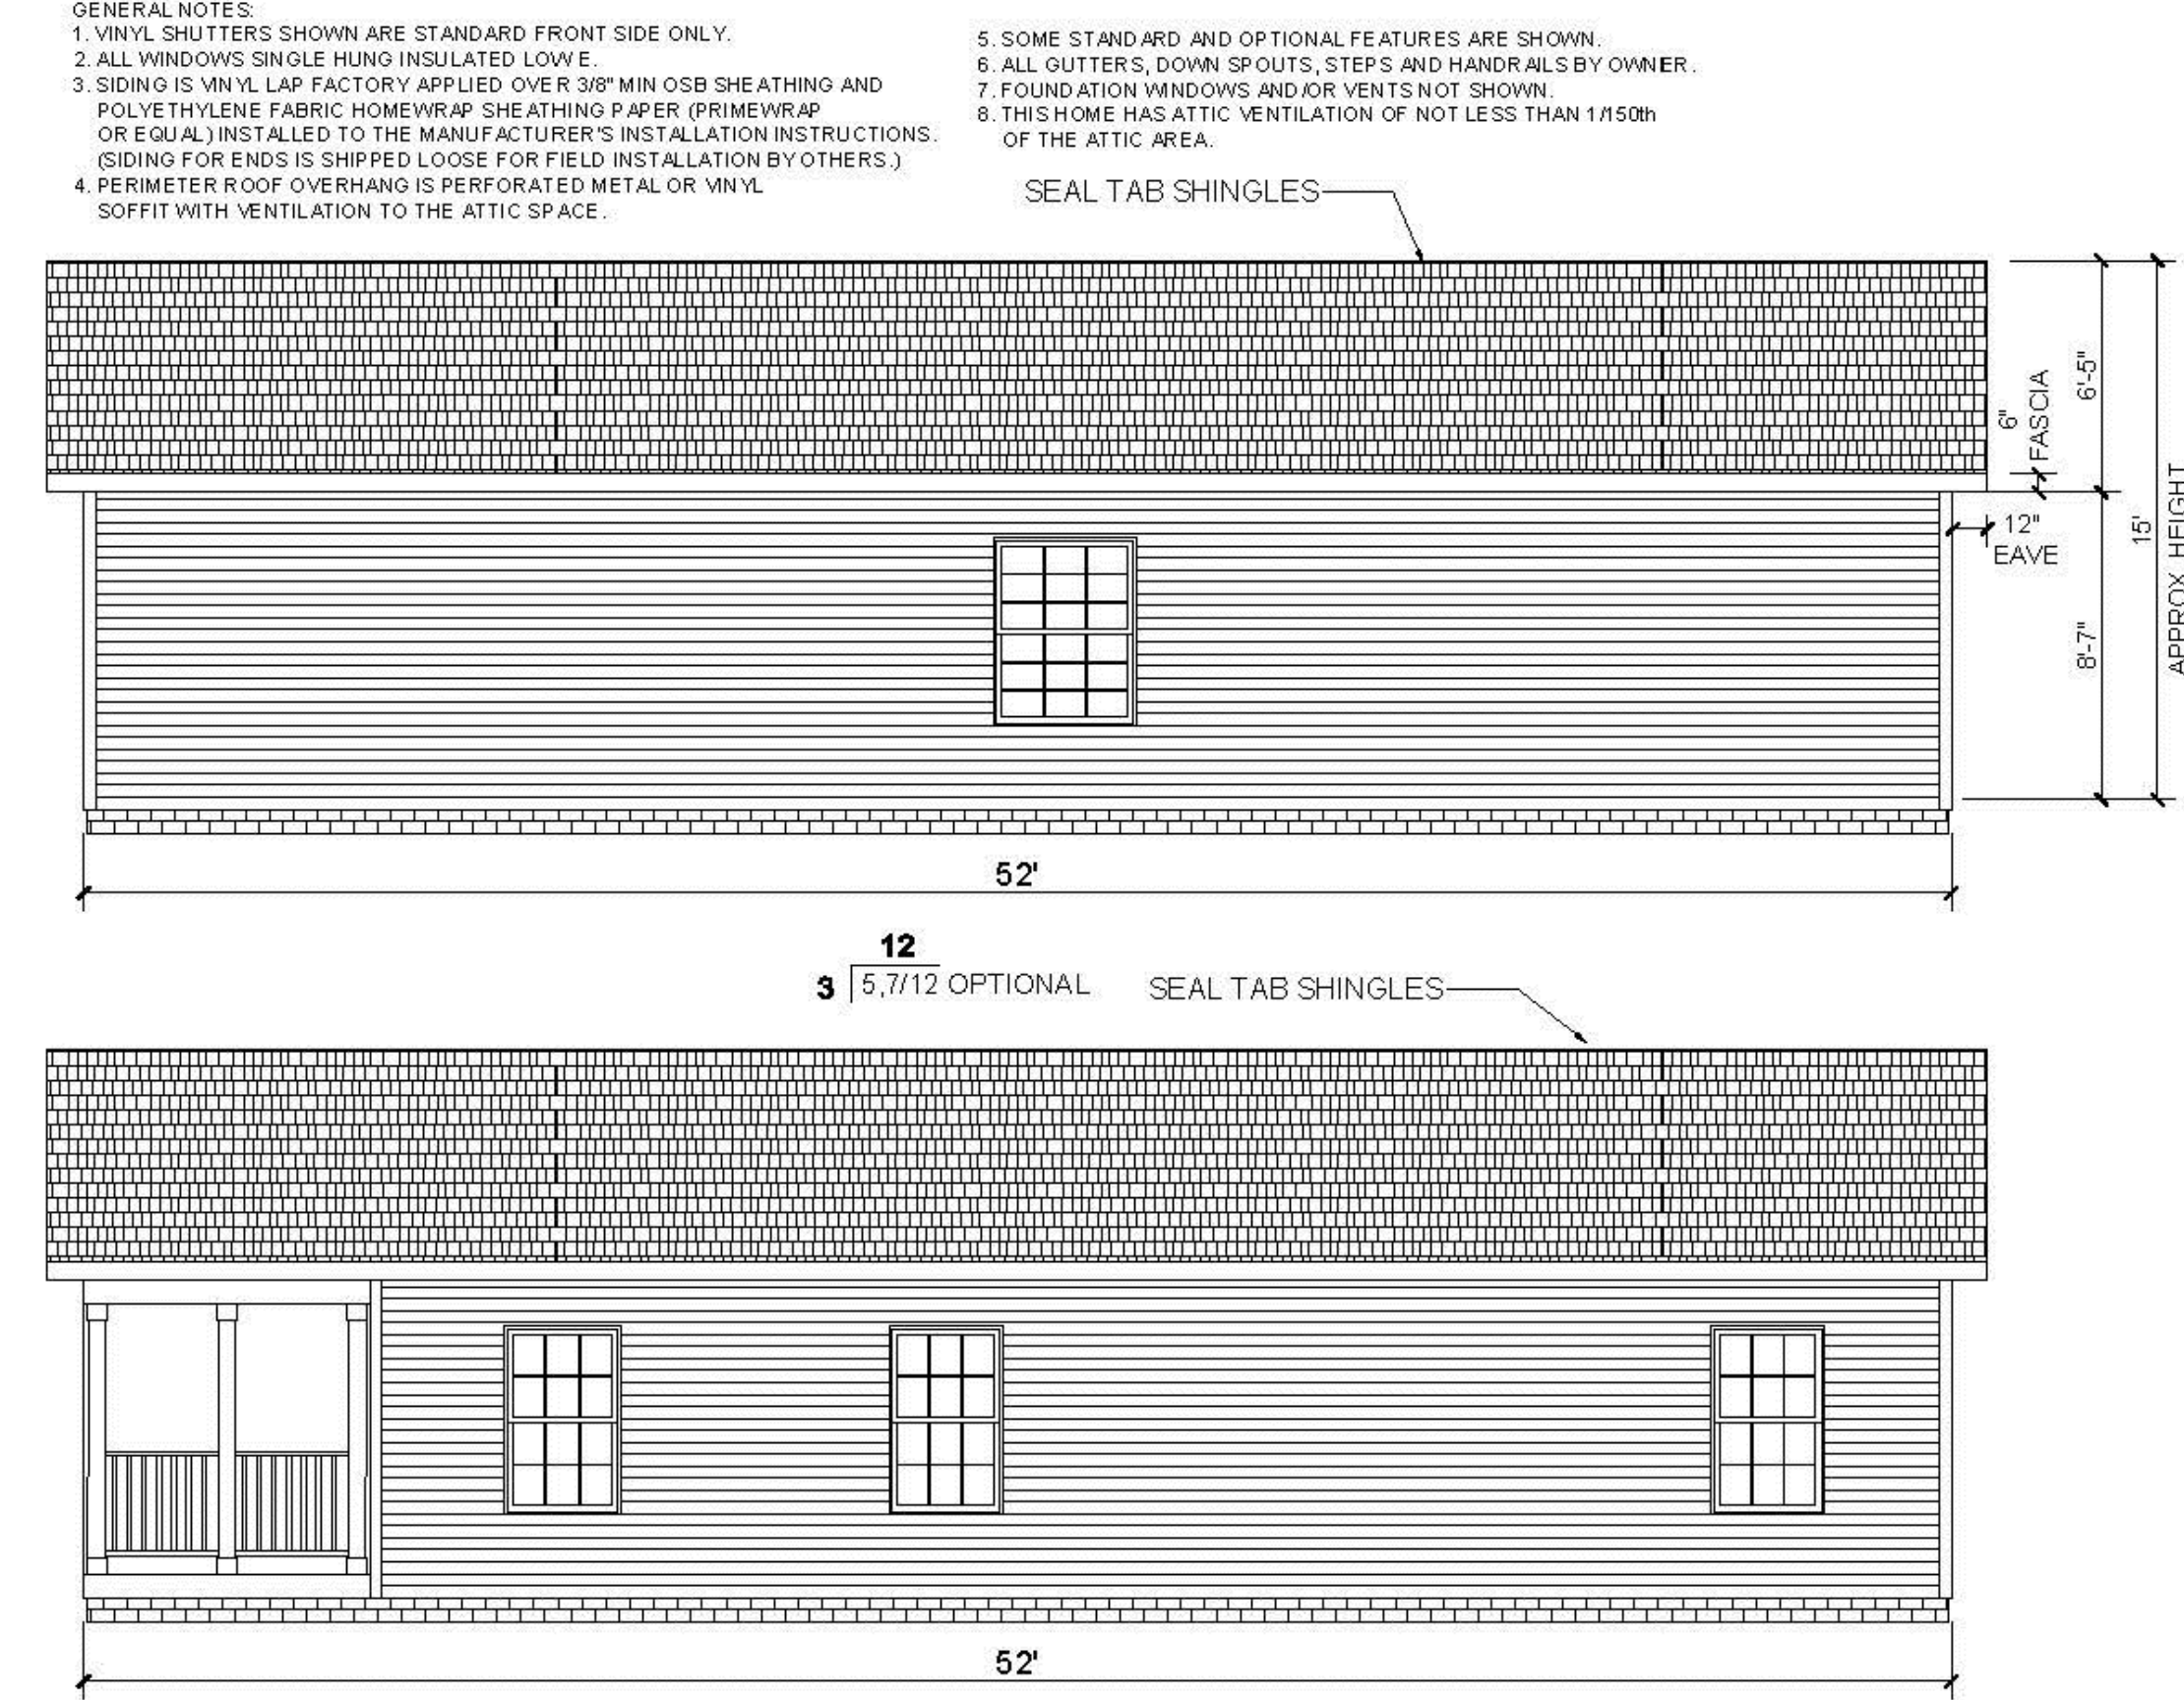 GENERAL NOTES:
1. VINYL SHUTTERS SHOWN ARE STANDARD FRONT SIDE ONLY.
2. ALL WINDOWS SINGLE HUNG INSULATED LOW E.
3. SIDING IS VINYL LAP FACTORY APPLIED OVER 3/8" MIN OSB SHEATHING AND
POLYETHYLENE FABRIC HOMEWRAP SHEATHING PAPER (PRIMEWRAP
OR EQUAL) INSTALLED TO THE MANUFACTURER'S INSTALLATION INSTRUCTIONS.
(SIDING FOR ENDS IS SHIPPED LOOSE FOR FIELD INSTALLATION BY OTHERS.)
4. PERIMETER ROOF OVERHANG IS PERFORATED METAL OR VINYL
SOFFIT WITH VENTILATION TO THE ATTIC SPACE.
5. SOME STANDARD AND OPTIONAL FEATURES ARE SHOWN.
6. ALL GUTTERS, DOWN SPOUTS, STEPS AND HANDRAILS BY OWNER.
7. FOUNDATION WINDOWS AND/OR VENTS NOT SHOWN.
8. THIS HOME HAS ATTIC VENTILATION OF NOT LESS THAN 1/150th
OF THE ATTIC AREA.
SEAL TAB SHINGLES
6"
FASCIA
6'-5"
12"
EAVE
8'-7"
15'
APPROX HEIGHT
52'
12
3 5,7/12 OPTIONAL
SEAL TAB SHINGLES
52'